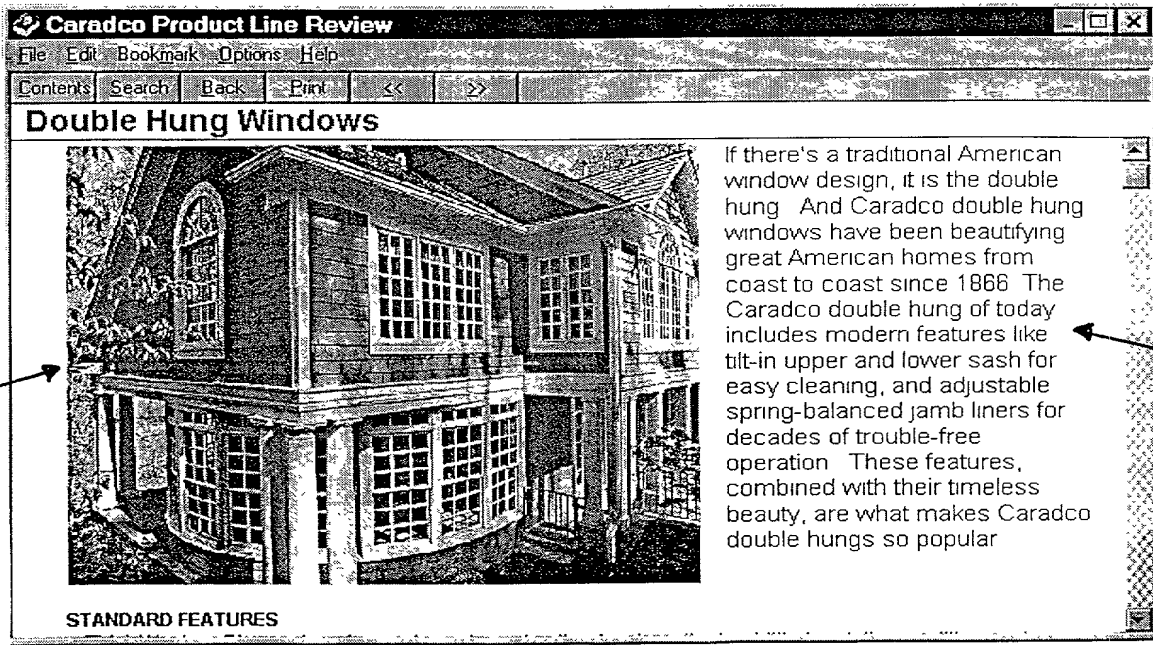 Caradco Product Line Review
File Edit Bookmark Options Help
Contents Search Back Print << >>
Double Hung Windows
If there's a traditional American
window design, it is the double
hung And Caradco double hung
windows have been beautifying
great American homes from
coast to coast since 1866 The
Caradco double hung of today
includes modern features like
tilt-in upper and lower sash for
easy cleaning, and adjustable
spring-balanced jamb liners for
decades of trouble-free
operation These features,
combined with their timeless
beauty, are what makes Caradco
double hungs so popular
STANDARD FEATURES